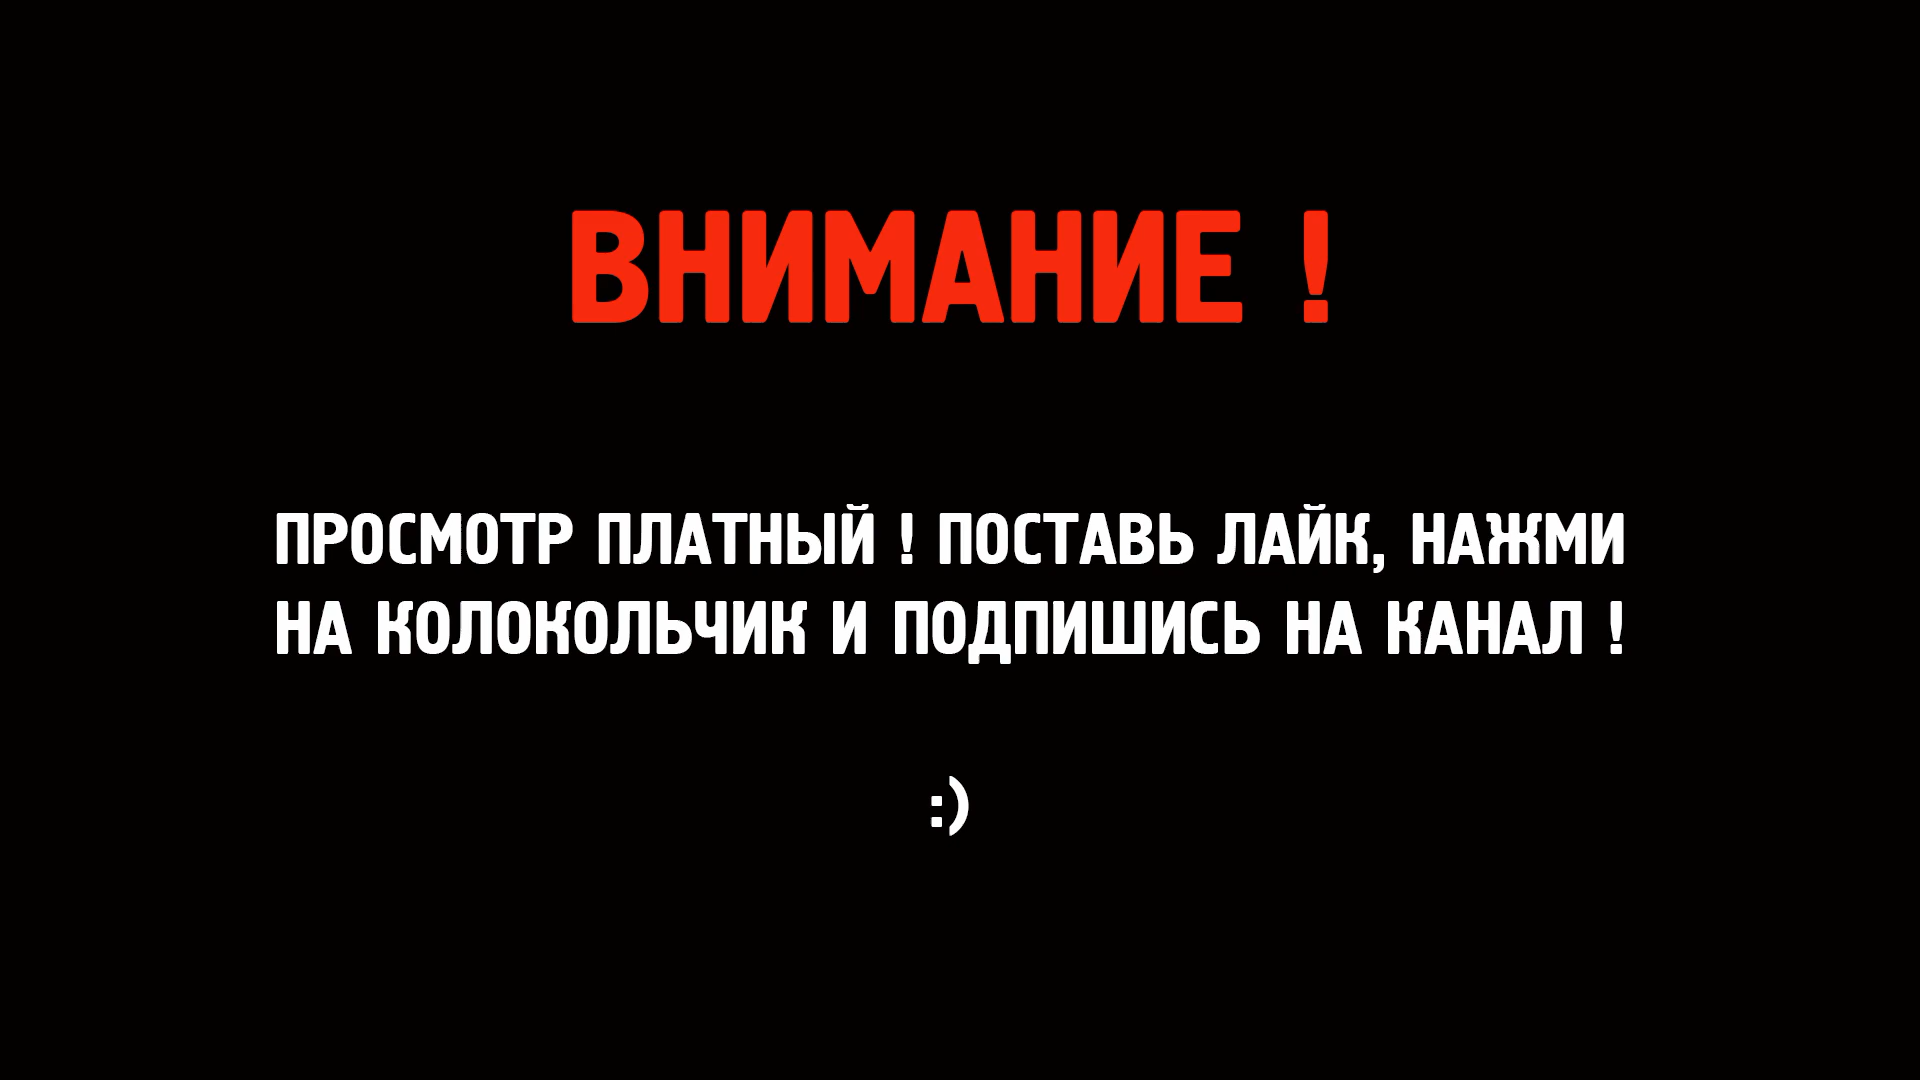 ВНИМАНИЕ !
ПРОСМОТР ПЛАТНЫЙ ! ПОСТАВЬ ЛАЙК, НАЖМИ
НА КОЛОКОЛЬЧИК И ПОДПИШИСЬ НА КАНАЛ !
:)